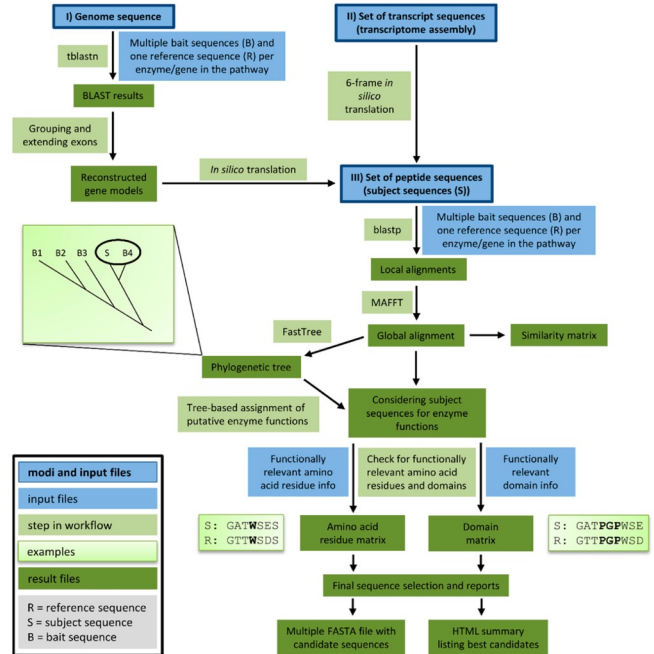 I) Genome sequence
II) Set of transcript sequences
(transcriptome assembly)
tblastn
Multiple bait sequences (B) and
one reference sequence (R) per
enzyme/gene in the pathway
BLAST results
6-frame in
silico
translation
Grouping and
extending exons
Reconstructed
gene models
In silico translation
III) Set of peptide sequences
(subject sequences (S))
blastp
Multiple bait sequences (B) and
one reference sequence (R) per
enzyme/gene in the pathway
B1 B2 B3 S B4
Local alignments
MAFFT
FastTree
Global alignment
Similarity matrix
Phylogenetic tree
Tree-based assignment of
putative enzyme functions
Considering subject
sequences for enzyme
functions
Functionally
relevant amino
acid residue info
Check for functionally
relevant amino acid
residues and domains
Functionally
relevant
domain info
S: GATWSES
R: GTTWSDS
Amino acid
residue matrix
Domain
matrix
S: GATPGPWSE
R: GTTPGPWSD
Final sequence selection and reports
Multiple FASTA file with
candidate sequences
HTML summary
listing best candidates
modi and input files
input files
step in workflow
examples
result files
R = reference sequence
S = subject sequence
B = bait sequence